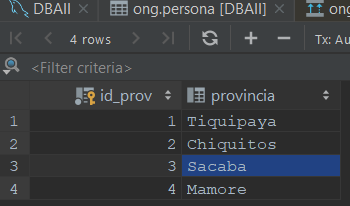 DBAII ong.persona [DBAII] ong
4 rows Tx: Au
<Filter criteria>
id_prov provincia
1 1 Tiquipaya
2 2 Chiquitos
3 3 Sacaba
4 4 Mamore